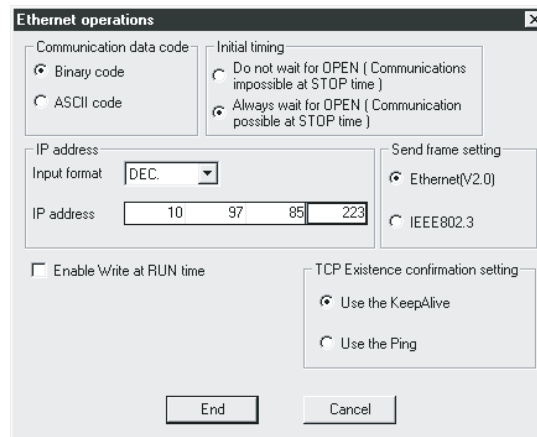 Ethernet operations
Communication data code
Binary code
ASCII code
Initial timing
Do not wait for OPEN ( Communications
impossible at STOP time )
Always wait for OPEN ( Communication
possible at STOP time )
IP address
Input format DEC.
IP address 10 97 85 223
Send frame setting
Ethernet(V2.0)
IEEE802.3
Enable Write at RUN time
TCP Existence confirmation setting
Use the KeepAlive
Use the Ping
End Cancel